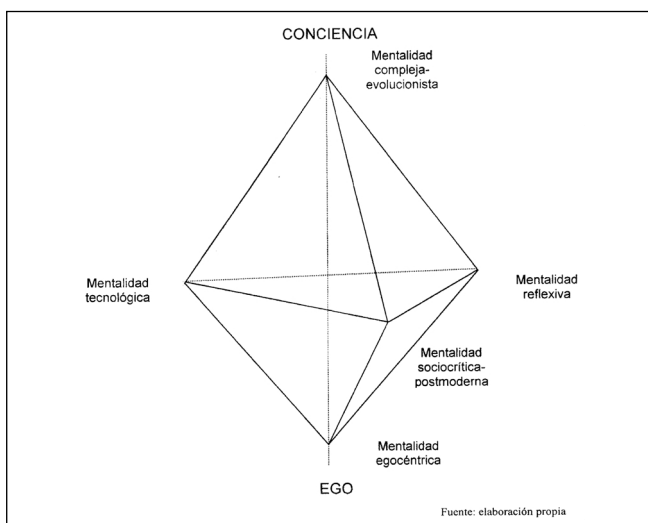 CONCIENCIA
Mentalidad
compleja-
evolucionista
Mentalidad
tecnológica
Mentalidad
reflexiva
Mentalidad
sociocrítica-
postmoderna
Mentalidad
egocéntrica
EGO
Fuente: elaboración propia